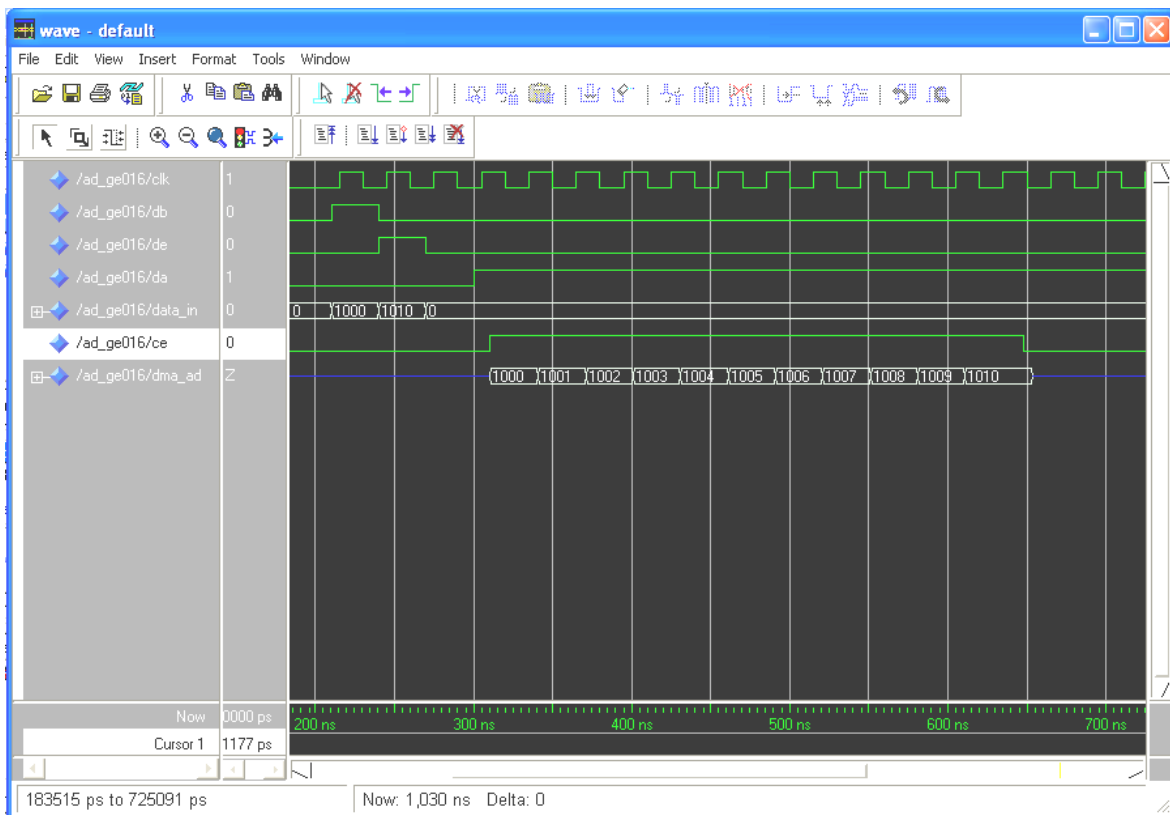 wave - default
File Edit View Insert Format Tools Window
/ad_ge016/clk 1
/ad_ge016/db 0
/ad_ge016/de 0
/ad_ge016/da 1
/ad_ge016/data_in 0 0 1000 1010 0
/ad_ge016/ce 0
/ad_ge016/dma_ad Z 1000 1001 1002 1003 1004 1005 1006 1007 1008 1009 1010
Now 0000 ps 200 ns 300 ns 400 ns 500 ns 600 ns 700 ns
Cursor 1 1177 ps
183515 ps to 725091 ps Now: 1,030 ns Delta: 0